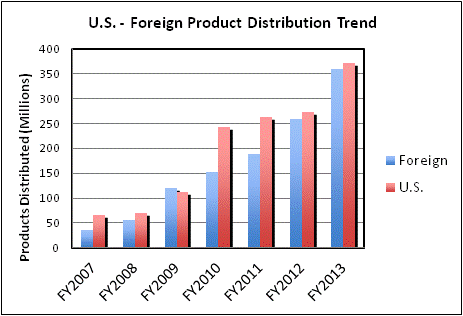 U.S. - Foreign Product Distribution Trend
Products Distributed (Millions)
400
350
300
250
200
150
100
50
0
FY2007
FY2008
FY2009
FY2010
FY2011
FY2012
FY2013
Foreign
U.S.